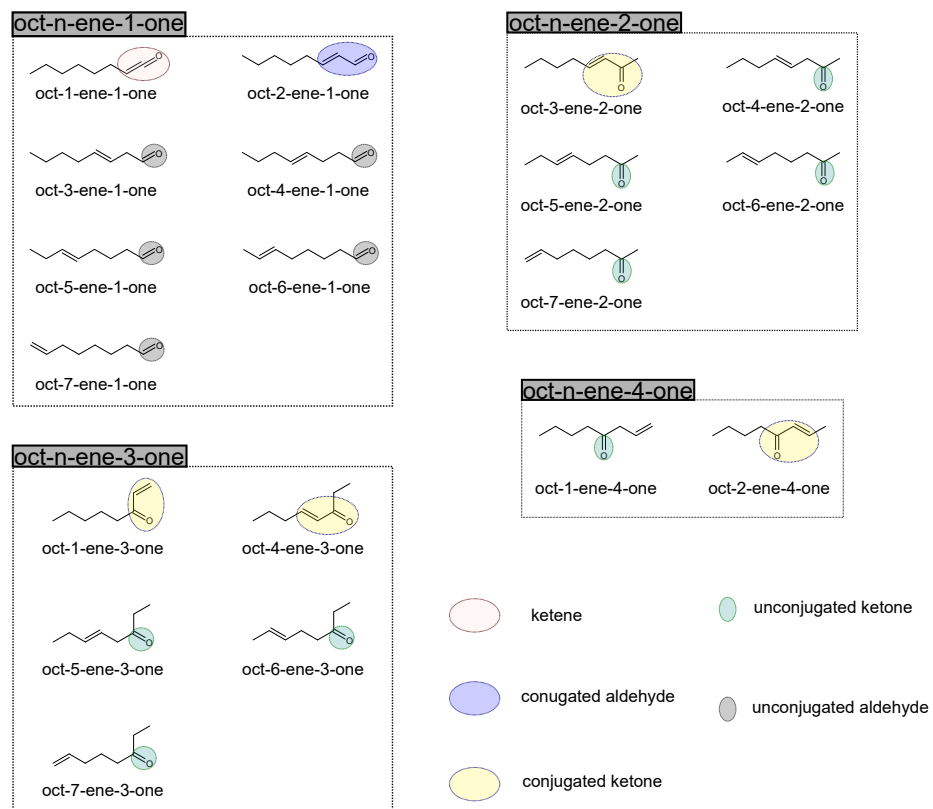 oct-n-ene-1-one
O
O
oct-1-ene-1-one
oct-2-ene-1-one
O
O
oct-3-ene-1-one
oct-4-ene-1-one
O
O
oct-5-ene-1-one
oct-6-ene-1-one
O
oct-7-ene-1-one
oct-n-ene-2-one
O
O
oct-3-ene-2-one
oct-4-ene-2-one
O
O
oct-5-ene-2-one
oct-6-ene-2-one
O
oct-7-ene-2-one
oct-n-ene-4-one
O
O
oct-1-ene-4-one
oct-2-ene-4-one
oct-n-ene-3-one
O
O
oct-1-ene-3-one
oct-4-ene-3-one
O
O
oct-5-ene-3-one
oct-6-ene-3-one
O
oct-7-ene-3-one
ketene
conugated aldehyde
conjugated ketone
unconjugated ketone
unconjugated aldehyde